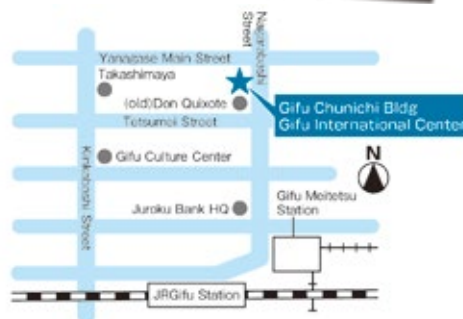 Nagarabashi
Street
Yanagase Main Street
Takashimaya
(old)Don Quixote
Tetsumei Street
Gifu Chunichi Bldg
Gifu International Center
Gifu Culture Center
Kinkabashi Street
N
Gifu Meitetsu
Station
Juroku Bank HQ
JRGifu Station